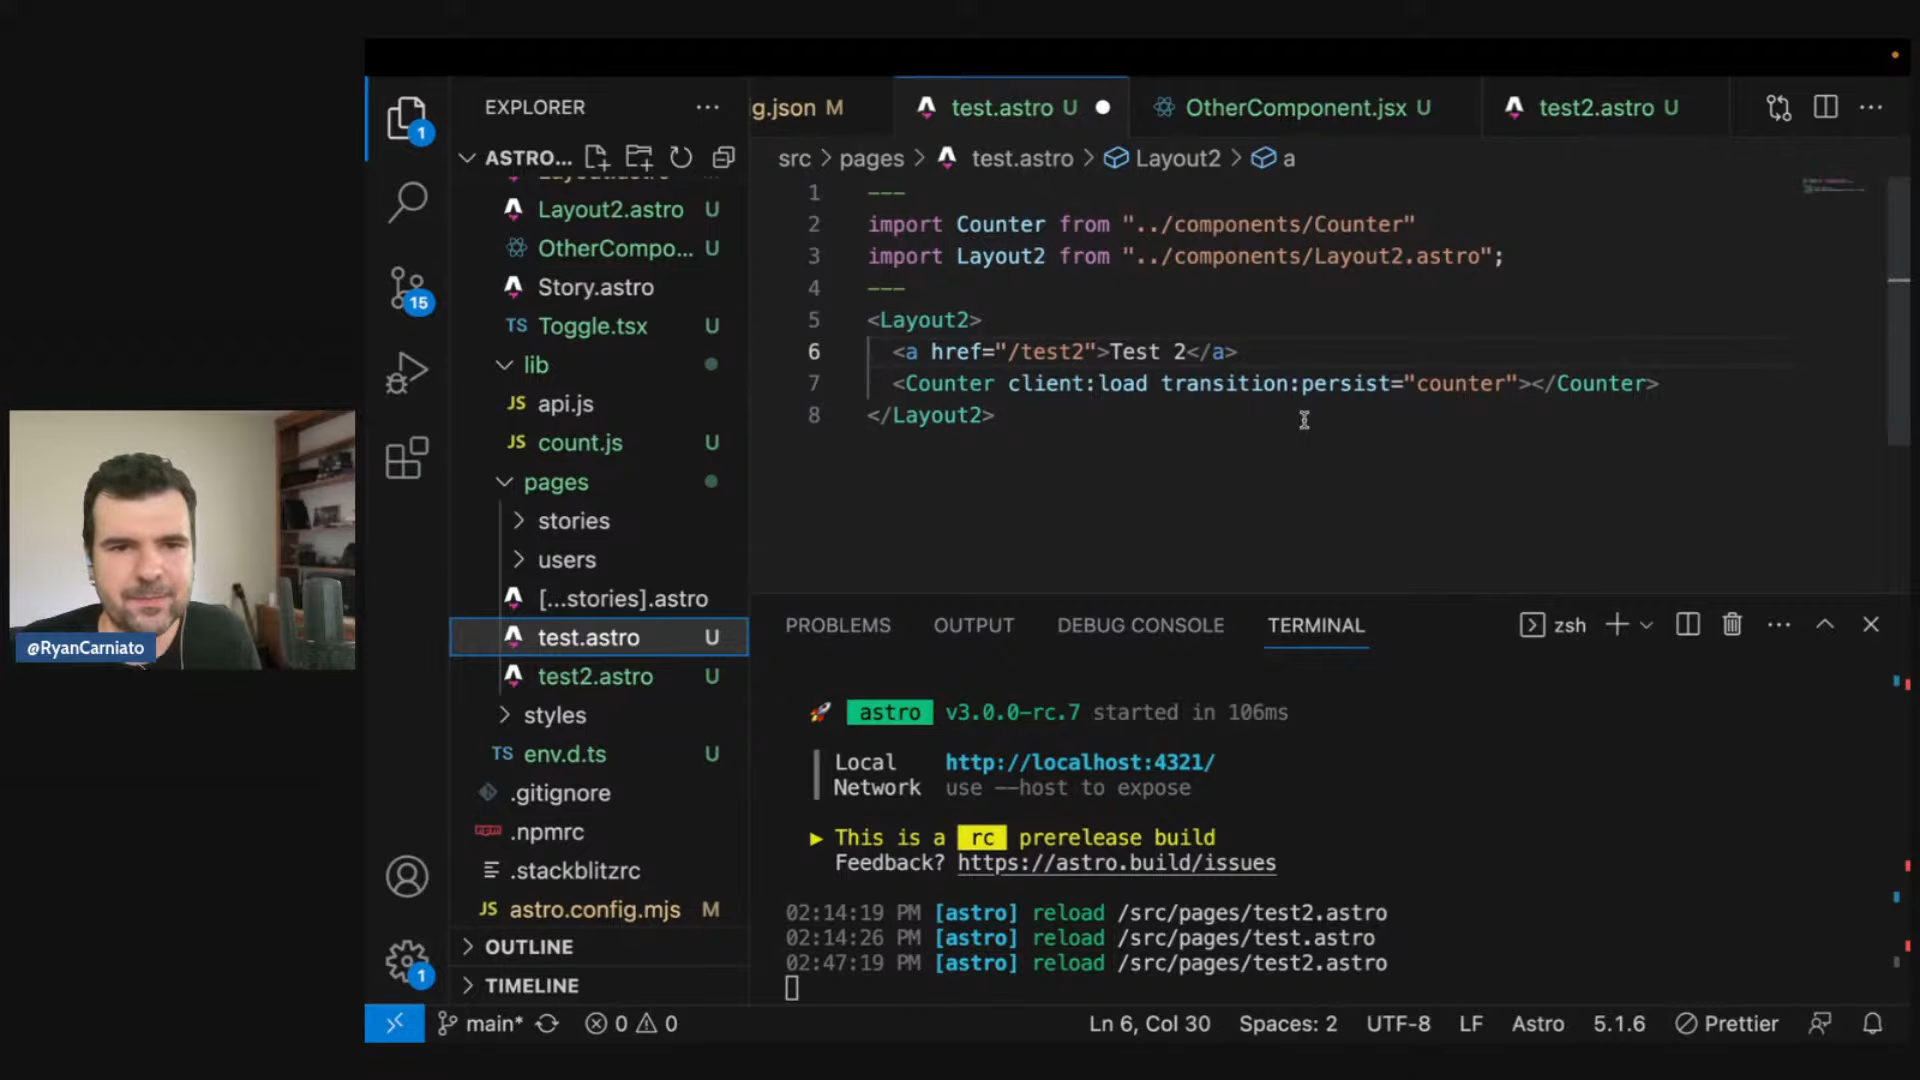 EXPLORER
ASTRO...
Layout2.astro U
OtherCompo... U
Story.astro
TS Toggle.tsx U
lib
JS api.js
JS count.js U
pages
stories
users
[...stories].astro
test.astro U
test2.astro U
styles
TS env.d.ts U
.gitignore
.npmrc
.stackblitzrc
JS astro.config.mjs M
OUTLINE
TIMELINE
1
15
1
g.json M
test.astro U
OtherComponent.jsx U
test2.astro U
src > pages > test.astro > Layout2 > a
1 ---
2 import Counter from "../components/Counter"
3 import Layout2 from "../components/Layout2.astro";
4 ---
5 <Layout2>
6 <a href="/test2">Test 2</a>
7 <Counter client:load transition:persist="counter"></Counter>
8 </Layout2>
PROBLEMS OUTPUT DEBUG CONSOLE TERMINAL zsh
astro v3.0.0-rc.7 started in 106ms
Local http://localhost:4321/
Network use --host to expose
This is a rc prerelease build
Feedback? https://astro.build/issues
02:14:19 PM [astro] reload /src/pages/test2.astro
02:14:26 PM [astro] reload /src/pages/test.astro
02:47:19 PM [astro] reload /src/pages/test2.astro
main* 0 0 Ln 6, Col 30 Spaces: 2 UTF-8 LF Astro 5.1.6 Prettier
@RyanCarniato